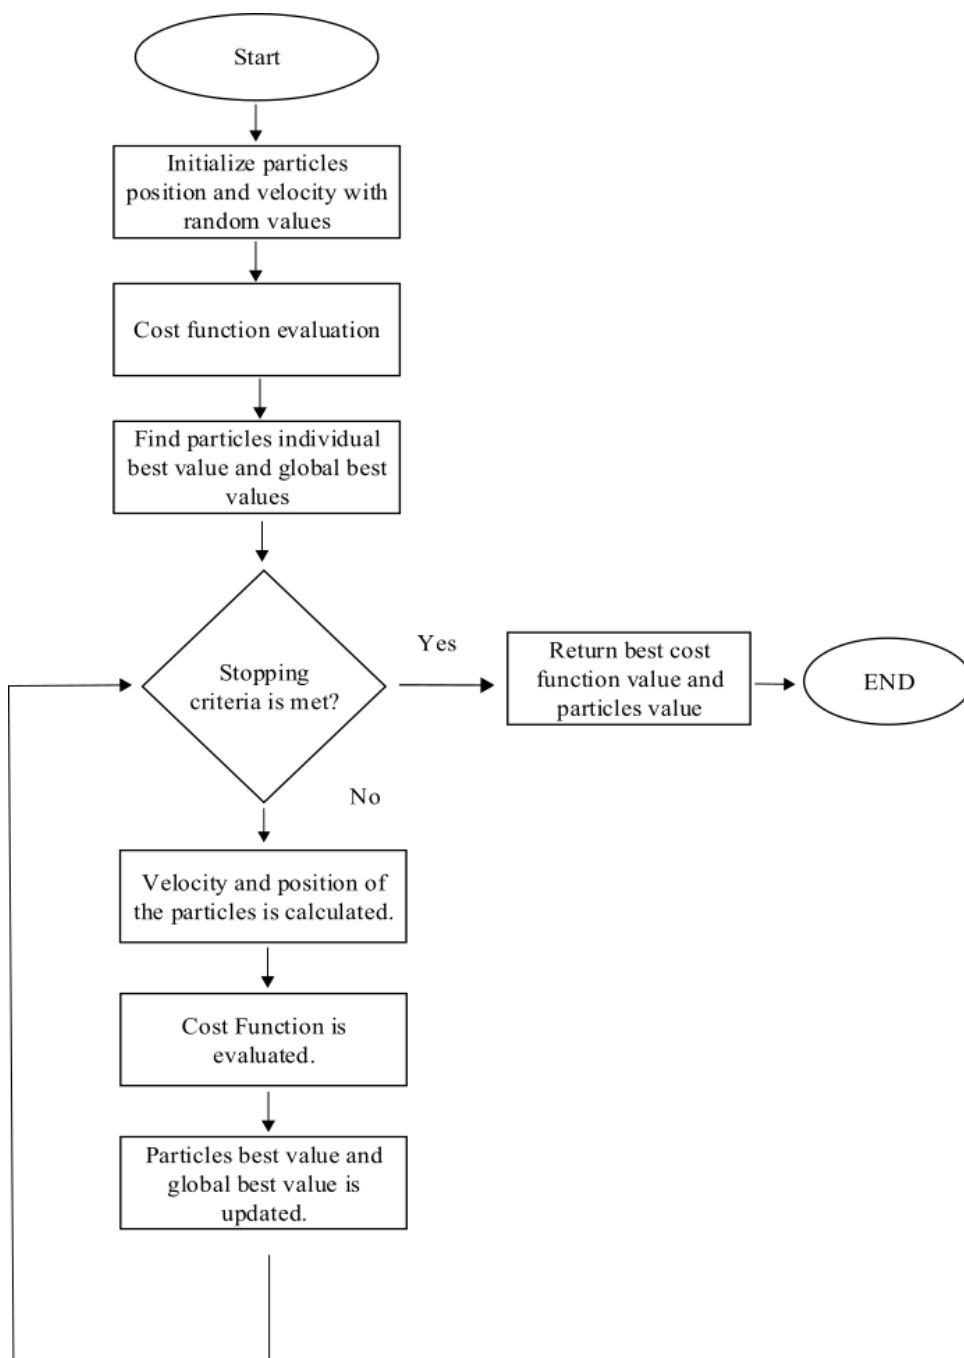 Start
Initialize particles
position and velocity with
random values
Cost function evaluation
Find particles individual
best value and global best
values
Stopping
criteria is met?
Yes
Return best cost
function value and
particles value
END
No
Velocity and position of
the particles is calculated.
Cost Function is
evaluated.
Particles best value and
global best value is
updated.